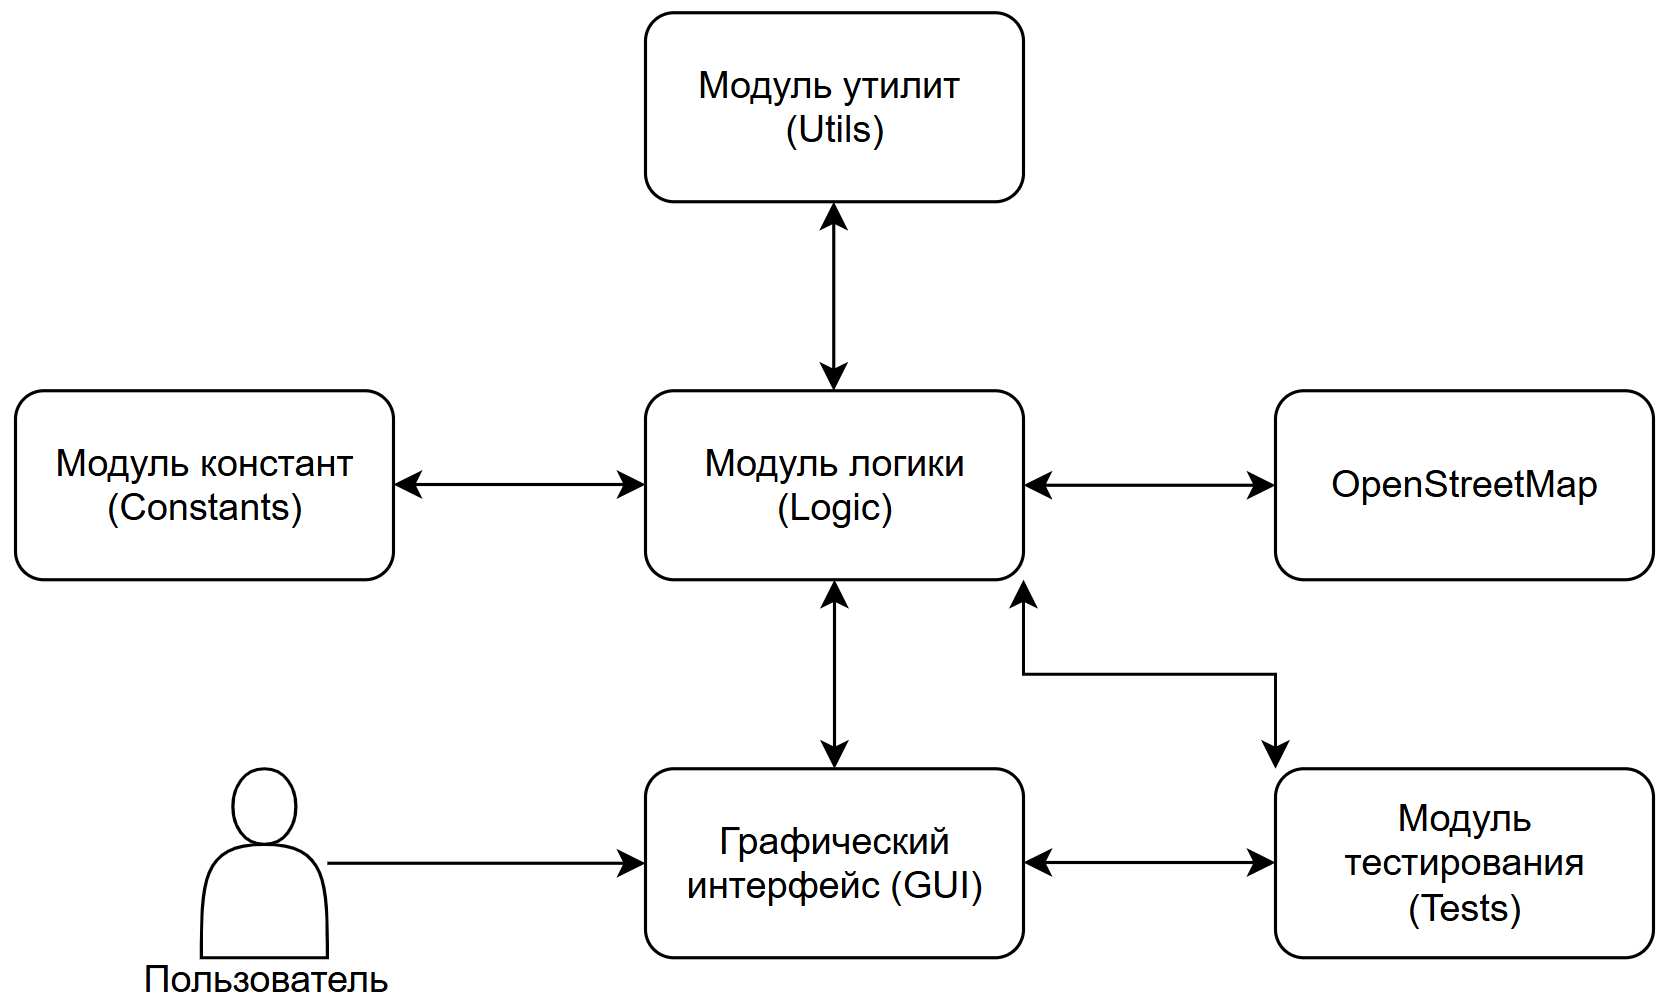 Модуль утилит
(Utils)
Модуль констант
(Constants)
Модуль логики
(Logic)
OpenStreetMap
Графический
интерфейс (GUI)
Модуль
тестирования
(Tests)
Пользователь